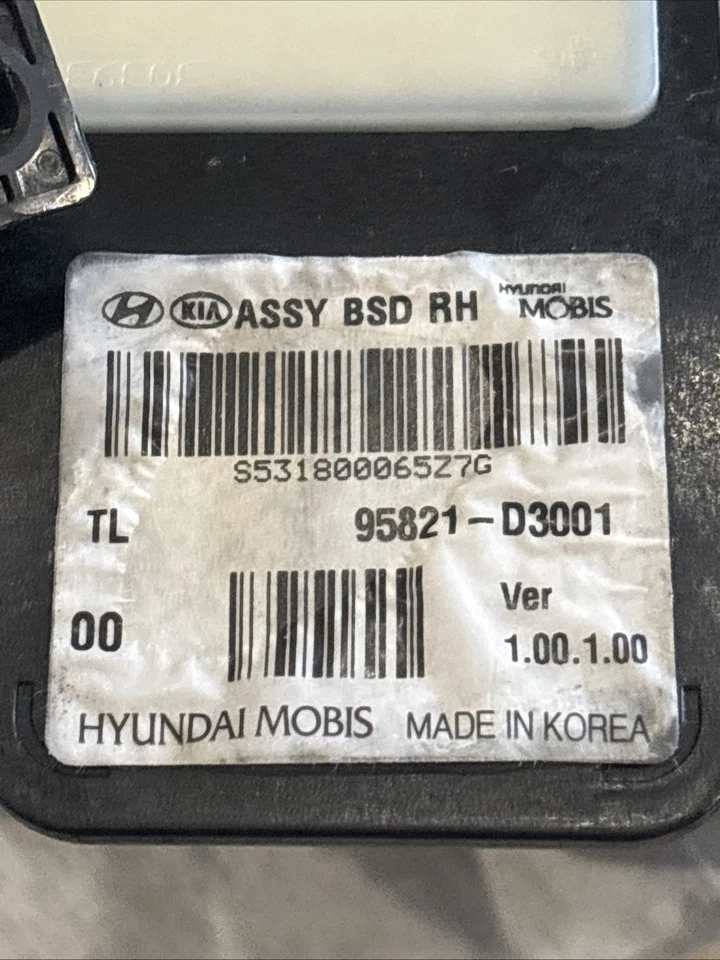 KIA ASSY BSD RH HYUNDAI MOBIS
S53180006527G
TL 95821-D3001
00 Ver
1.00.1.00
HYUNDAI MOBIS MADE IN KOREA